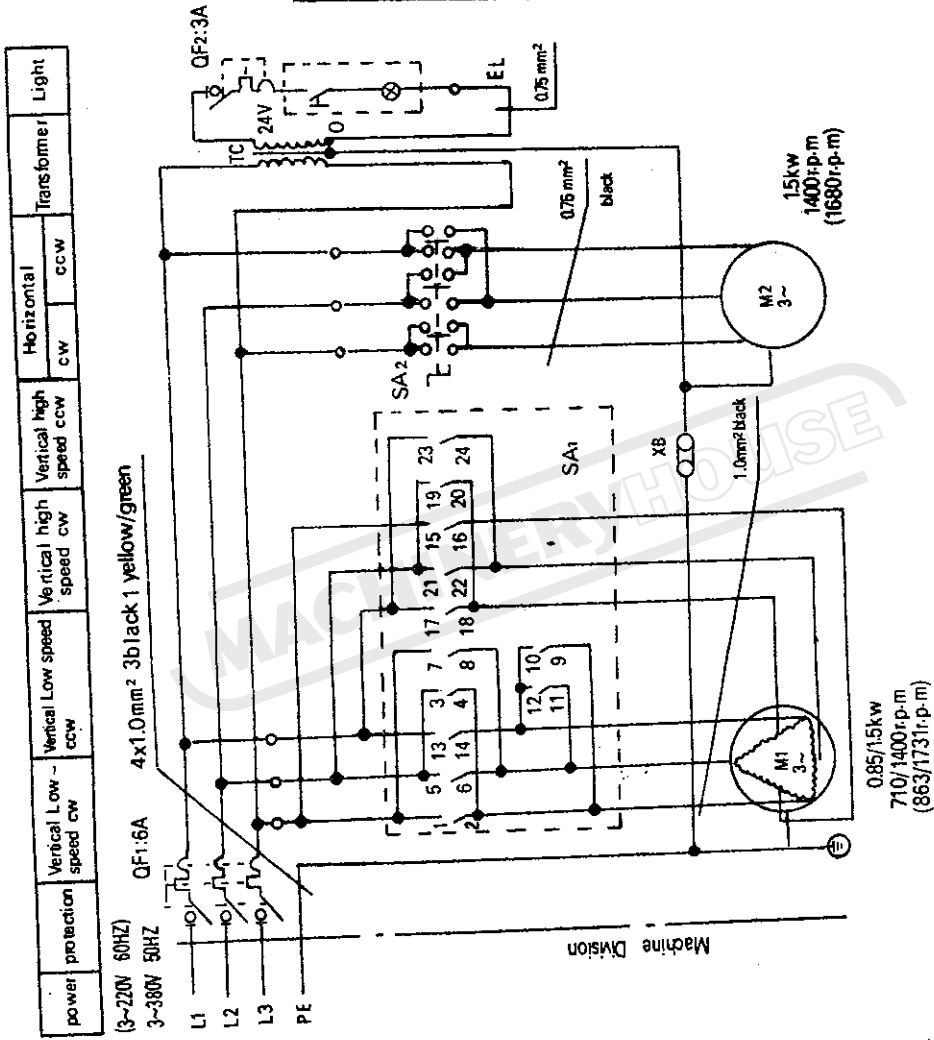 power
protection
Vertical Low-
speed cw
Vertical Low speed
ccw
Vertical high
speed cw
Vertical high
speed ccw
Horizontal
cw
ccw
Transformer
Light
(3~220V 60HZ)
3~380V 50HZ
QF1:6A
4x1.0mm² 3black 1 yellow/green
L1
L2
L3
PE
Machine Division
TC
24V
0
QF2:3A
EL
0.75 mm²
0.75 mm²
black
SA2
SA1
1
2
5
6
13
14
3
4
7
8
12
11
10
9
17
18
21
22
15
16
19
20
23
24
XB
1.0mm² black
M1
3~
0.85/1.5kw
710/1400r.p.m
(863/1731r.p.m)
M2
3~
1.5kw
1400r.p.m
(1680r.p.m)
MACHINERYHOUSE